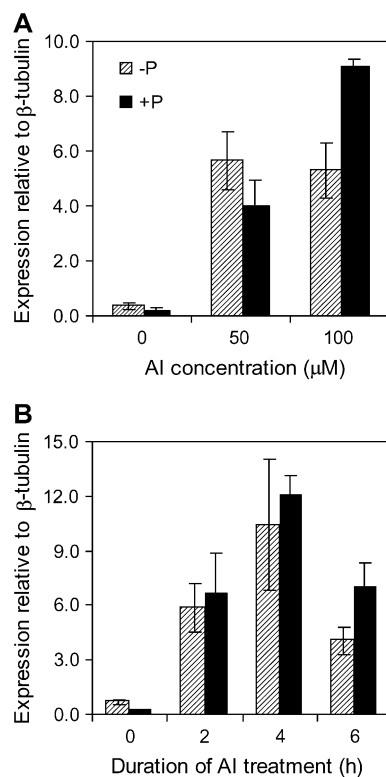 A
10.0
8.0
6.0
4.0
2.0
0.0
Expression relative to β-tubulin
-P
+P
0 50 100
Al concentration (μM)
B
15.0
12.0
9.0
6.0
3.0
0.0
Expression relative to β-tubulin
0 2 4 6
Duration of Al treatment (h)